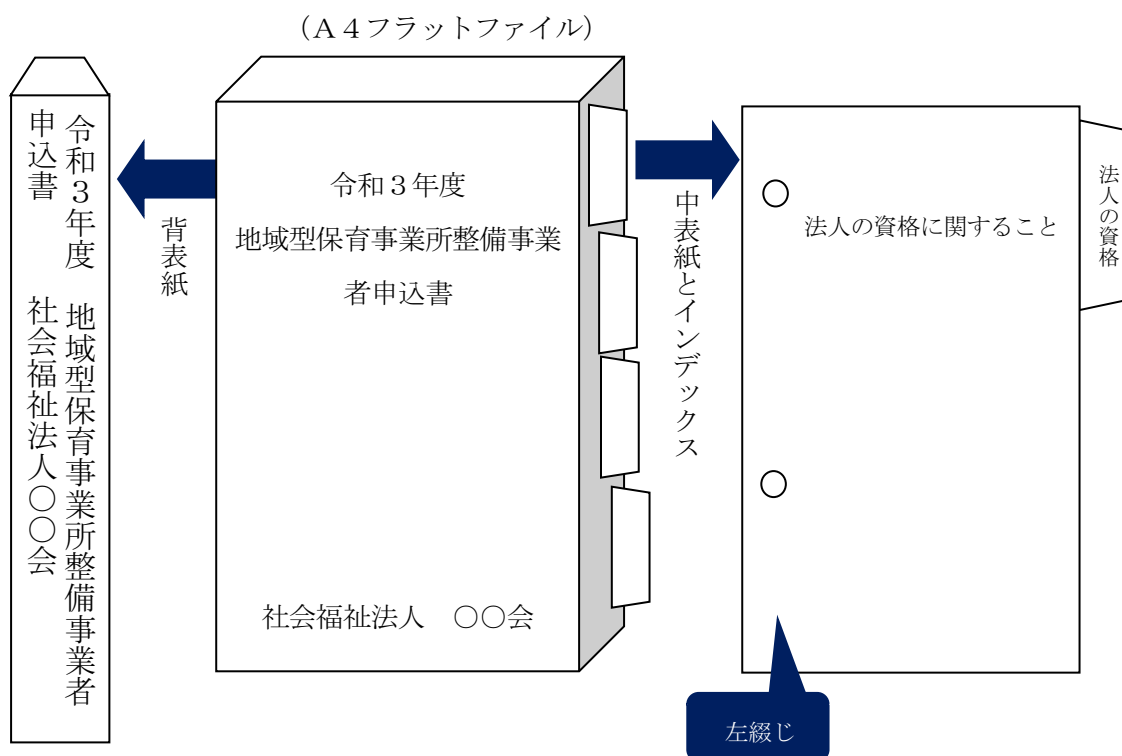 (A4フラットファイル)
令和3年度　地域型保育事業所整備事業者
申込書　　　社会福祉法人○○会
背表紙
令和3年度
地域型保育事業所整備事業
者申込書
社会福祉法人　○○会
中表紙とインデックス
法人の資格に関すること
法人の資格
左綴じ